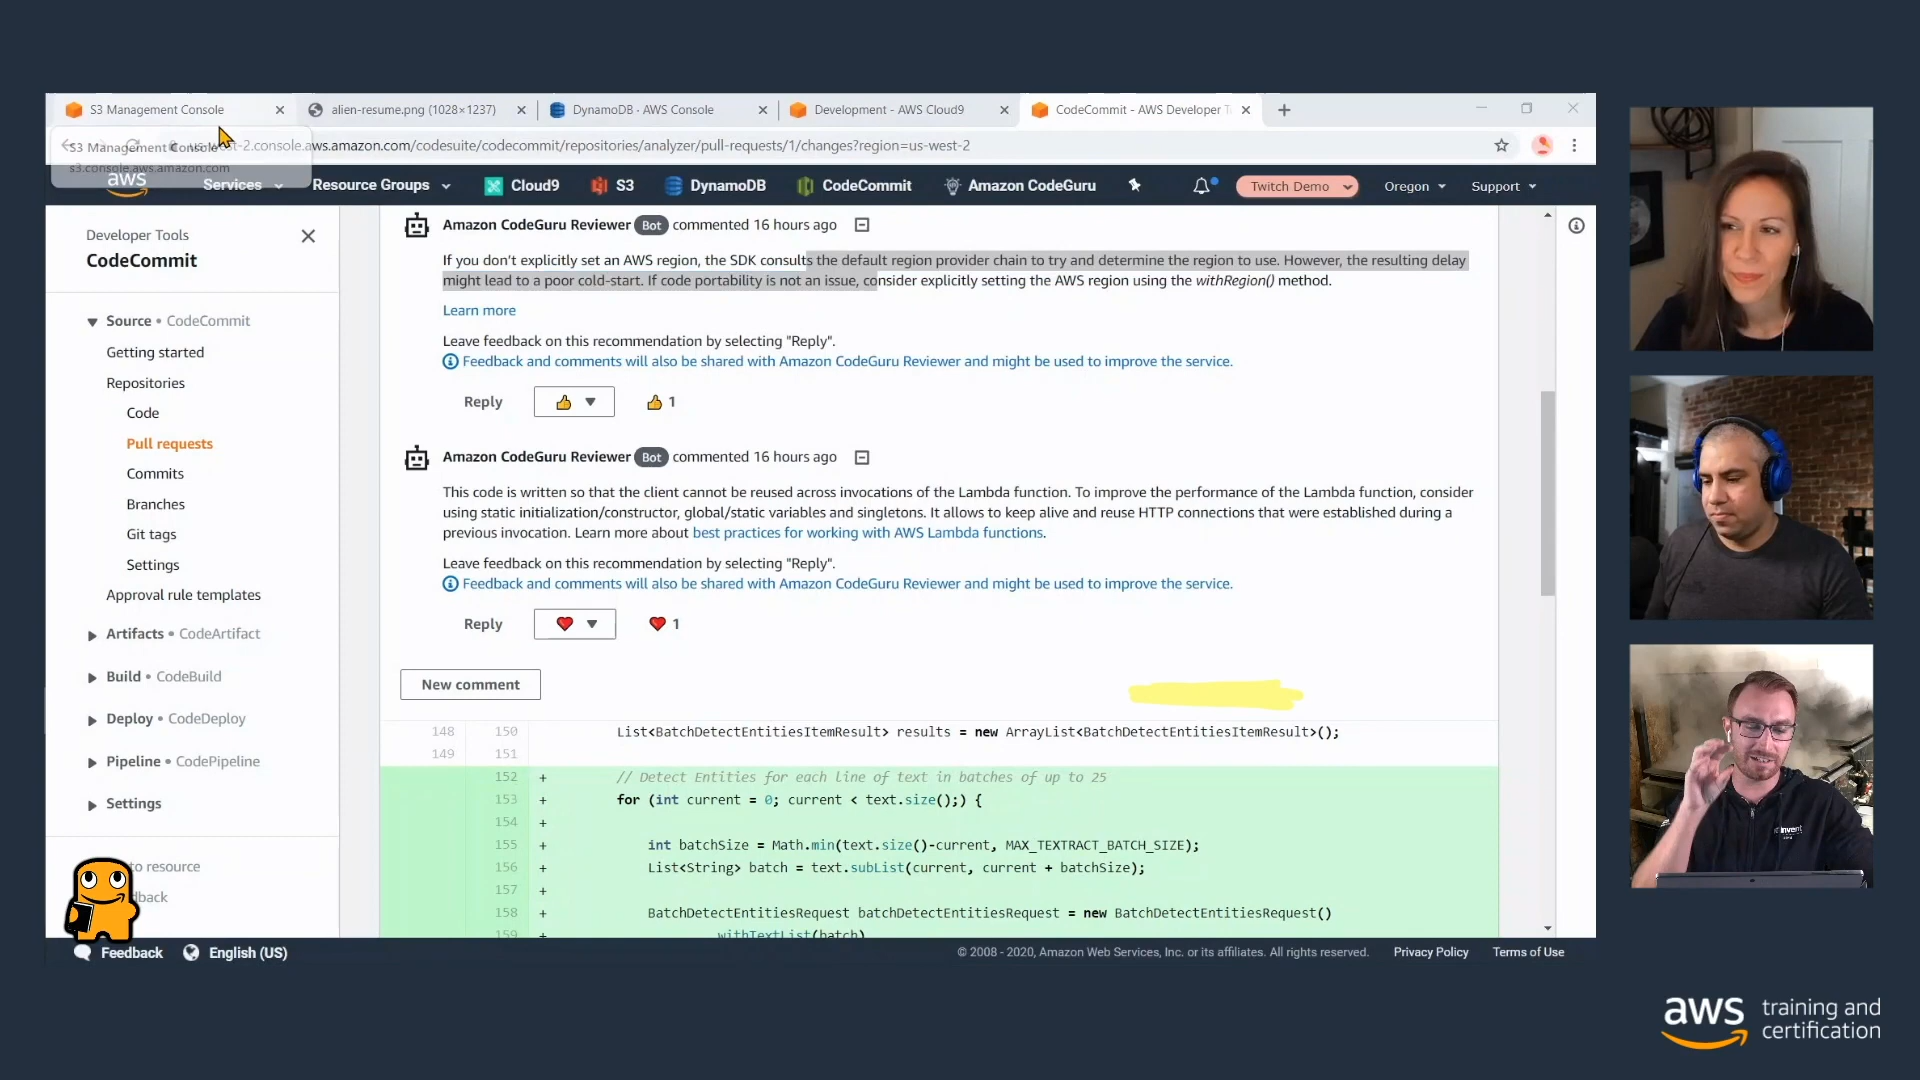 S3 Management Console
alien-resume.png (1028×1237)
DynamoDB · AWS Console
Development - AWS Cloud9
CodeCommit - AWS Developer T
S3 Management Console
s3.console.aws.amazon.com
st-2.console.aws.amazon.com/codesuite/codecommit/repositories/analyzer/pull-requests/1/changes?region=us-west-2
aws
Services
Resource Groups
Cloud9
S3
DynamoDB
CodeCommit
Amazon CodeGuru
Twitch Demo
Oregon
Support
Developer Tools
CodeCommit
Source • CodeCommit
Getting started
Repositories
Code
Pull requests
Commits
Branches
Git tags
Settings
Approval rule templates
Artifacts • CodeArtifact
Build • CodeBuild
Deploy • CodeDeploy
Pipeline • CodePipeline
Settings
to resource
dback
Amazon CodeGuru Reviewer Bot commented 16 hours ago
If you don't explicitly set an AWS region, the SDK consults the default region provider chain to try and determine the region to use. However, the resulting delay
might lead to a poor cold-start. If code portability is not an issue, consider explicitly setting the AWS region using the withRegion() method.
Learn more
Leave feedback on this recommendation by selecting "Reply".
Feedback and comments will also be shared with Amazon CodeGuru Reviewer and might be used to improve the service.
Reply
1
Amazon CodeGuru Reviewer Bot commented 16 hours ago
This code is written so that the client cannot be reused across invocations of the Lambda function. To improve the performance of the Lambda function, consider
using static initialization/constructor, global/static variables and singletons. It allows to keep alive and reuse HTTP connections that were established during a
previous invocation. Learn more about best practices for working with AWS Lambda functions.
Leave feedback on this recommendation by selecting "Reply".
Feedback and comments will also be shared with Amazon CodeGuru Reviewer and might be used to improve the service.
Reply
1
New comment
148 150 List<BatchDetectEntitiesItemResult> results = new ArrayList<BatchDetectEntitiesItemResult>();
149 151
152 + // Detect Entities for each line of text in batches of up to 25
153 + for (int current = 0; current < text.size();) {
154 +
155 + int batchSize = Math.min(text.size()-current, MAX_TEXTRACT_BATCH_SIZE);
156 + List<String> batch = text.subList(current, current + batchSize);
157 +
158 + BatchDetectEntitiesRequest batchDetectEntitiesRequest = new BatchDetectEntitiesRequest()
159 + withTextList(batch)
Feedback
English (US)
© 2008 - 2020, Amazon Web Services, Inc. or its affiliates. All rights reserved.
Privacy Policy
Terms of Use
aws training and
certification